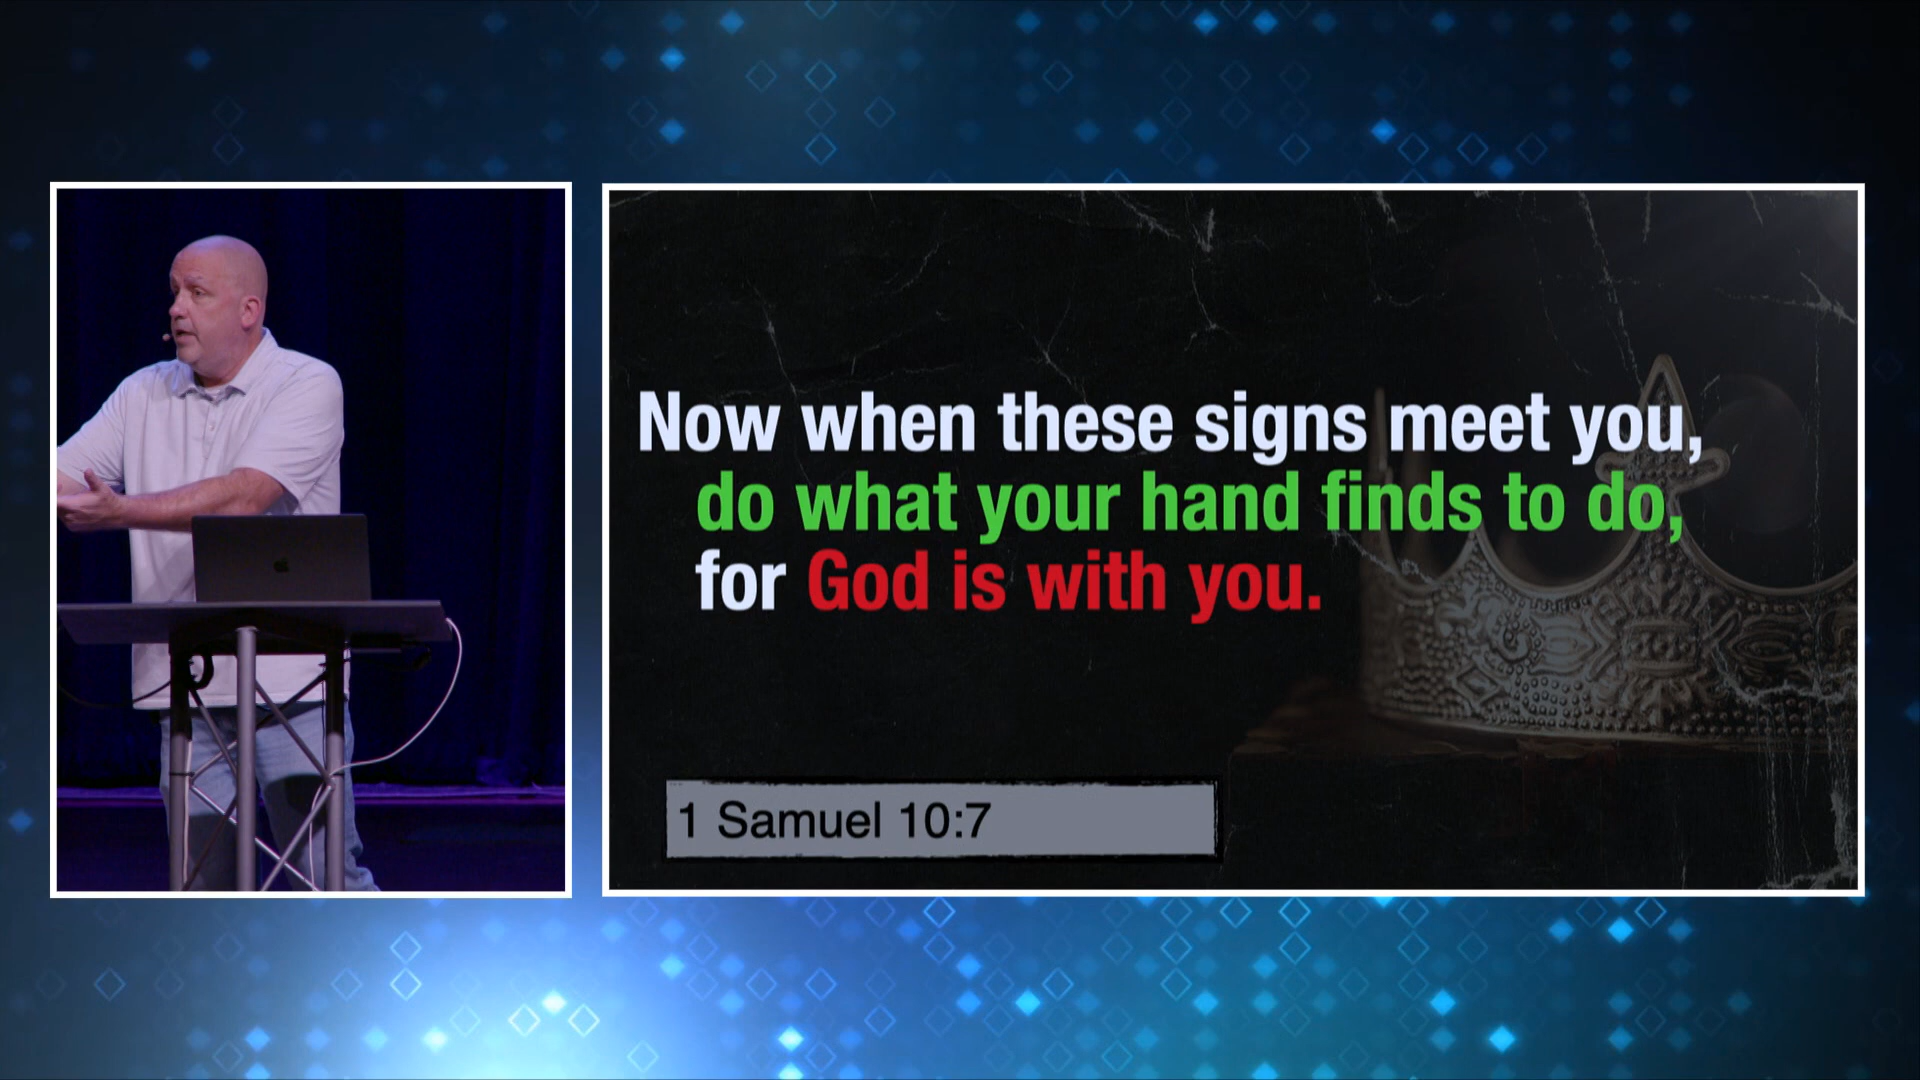 Now when these signs meet you,
do what your hand finds to do,
for God is with you.
1 Samuel 10:7